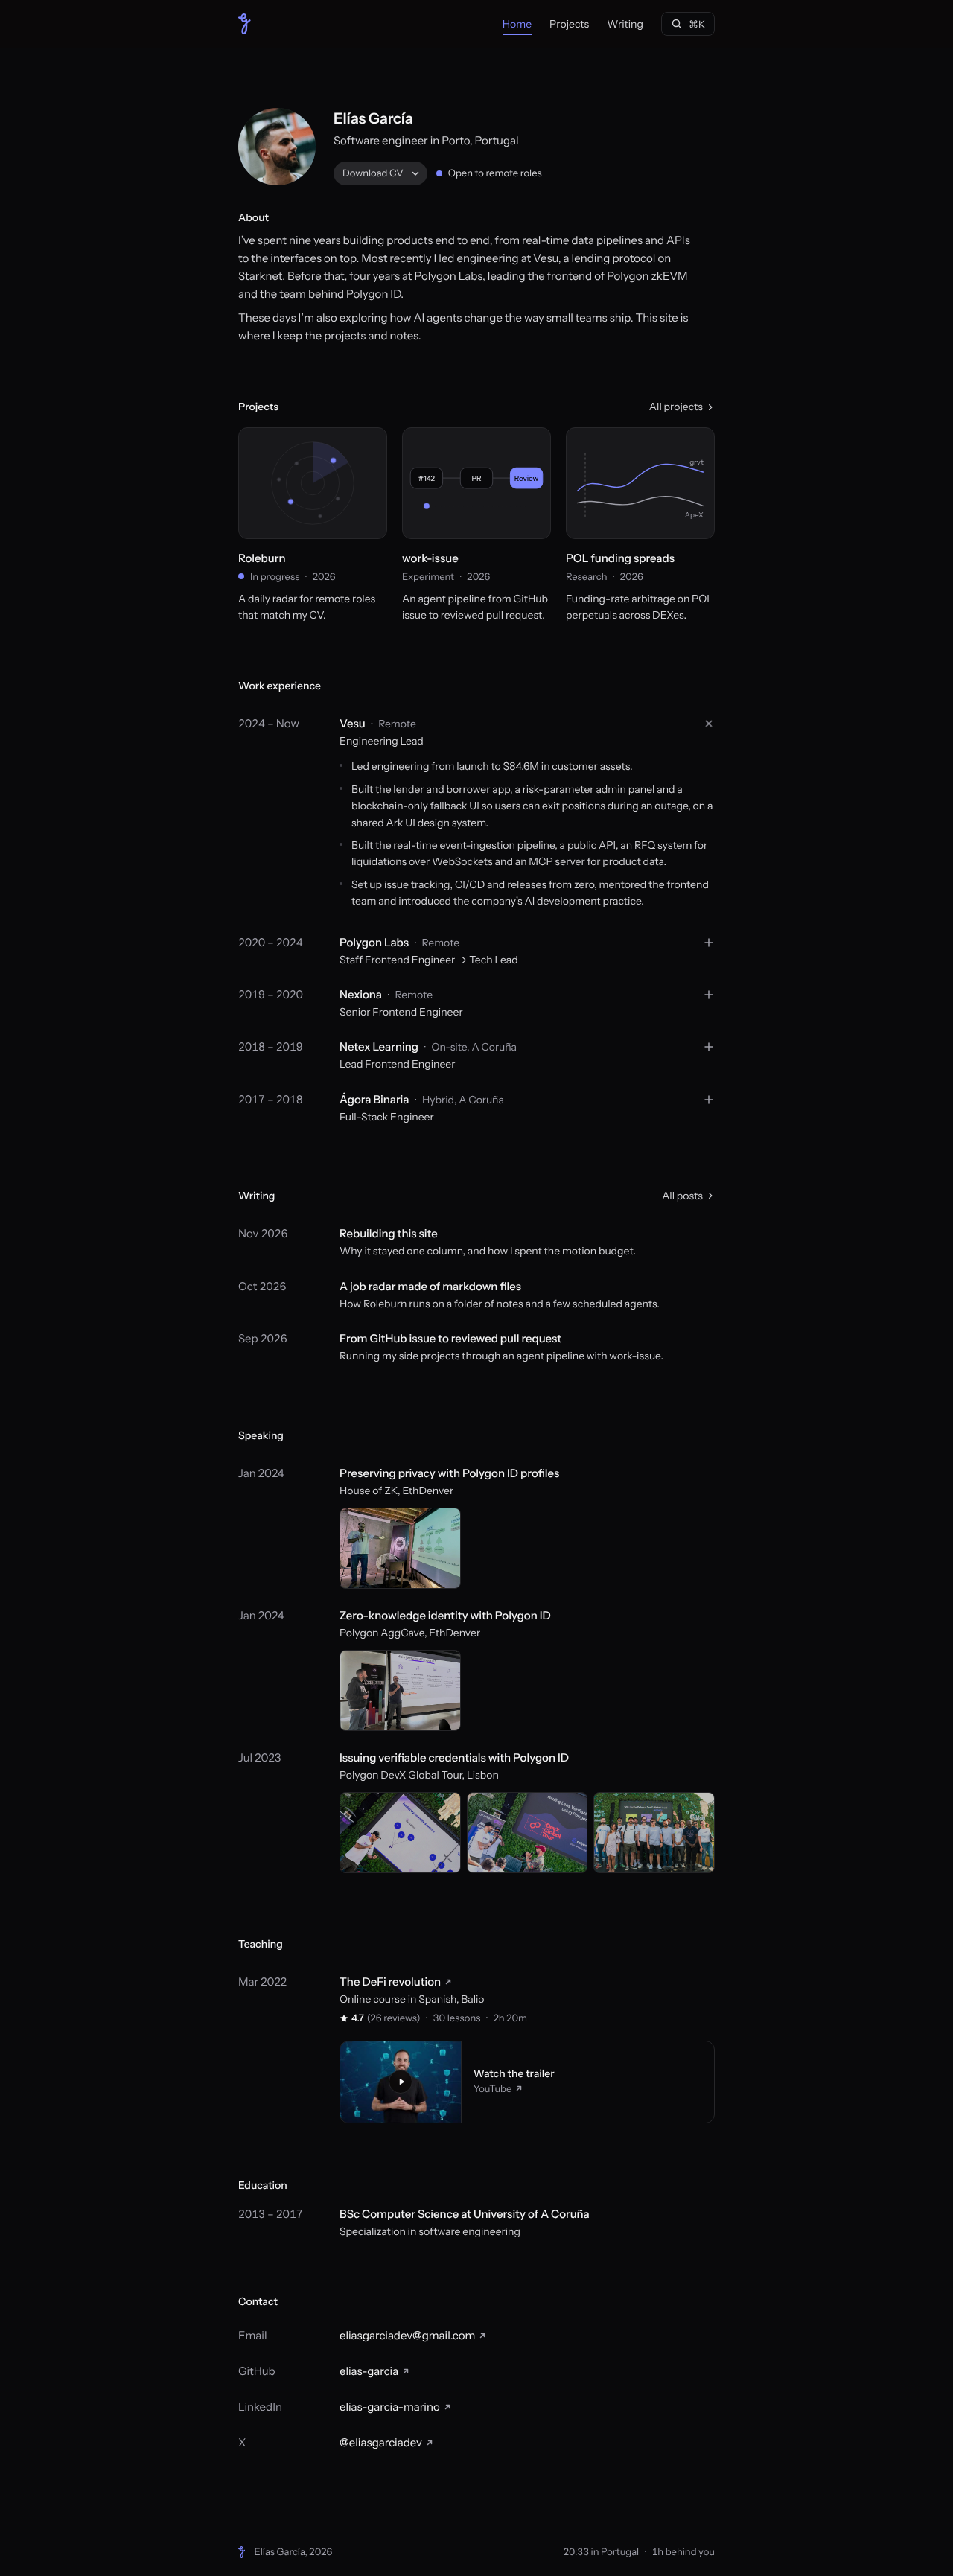 Home Projects Writing ⌘K
Elías García
Software engineer in Porto, Portugal
Download CV
Open to remote roles
About
I've spent nine years building products end to end, from real-time data pipelines and APIs
to the interfaces on top. Most recently I led engineering at Vesu, a lending protocol on
Starknet. Before that, four years at Polygon Labs, leading the frontend of Polygon zkEVM
and the team behind Polygon ID.
These days I'm also exploring how AI agents change the way small teams ship. This site is
where I keep the projects and notes.
Projects
All projects
#142 PR Review
grvt
ApeX
Roleburn
In progress · 2026
A daily radar for remote roles
that match my CV.
work-issue
Experiment · 2026
An agent pipeline from GitHub
issue to reviewed pull request.
POL funding spreads
Research · 2026
Funding-rate arbitrage on POL
perpetuals across DEXes.
Work experience
2024 – Now
Vesu · Remote
Engineering Lead
Led engineering from launch to $84.6M in customer assets.
Built the lender and borrower app, a risk-parameter admin panel and a
blockchain-only fallback UI so users can exit positions during an outage, on a
shared Ark UI design system.
Built the real-time event-ingestion pipeline, a public API, an RFQ system for
liquidations over WebSockets and an MCP server for product data.
Set up issue tracking, CI/CD and releases from zero, mentored the frontend
team and introduced the company's AI development practice.
2020 – 2024
Polygon Labs · Remote
Staff Frontend Engineer → Tech Lead
2019 – 2020
Nexiona · Remote
Senior Frontend Engineer
2018 – 2019
Netex Learning · On-site, A Coruña
Lead Frontend Engineer
2017 – 2018
Ágora Binaria · Hybrid, A Coruña
Full-Stack Engineer
Writing
All posts
Nov 2026
Rebuilding this site
Why it stayed one column, and how I spent the motion budget.
Oct 2026
A job radar made of markdown files
How Roleburn runs on a folder of notes and a few scheduled agents.
Sep 2026
From GitHub issue to reviewed pull request
Running my side projects through an agent pipeline with work-issue.
Speaking
Jan 2024
Preserving privacy with Polygon ID profiles
House of ZK, EthDenver
Jan 2024
Zero-knowledge identity with Polygon ID
Polygon AggCave, EthDenver
Jul 2023
Issuing verifiable credentials with Polygon ID
Polygon DevX Global Tour, Lisbon
DevX
Global
Tour
Teaching
Mar 2022
The DeFi revolution ↗
Online course in Spanish, Balio
★ 4.7 (26 reviews) · 30 lessons · 2h 20m
Watch the trailer
YouTube ↗
Education
2013 – 2017
BSc Computer Science at University of A Coruña
Specialization in software engineering
Contact
Email
eliasgarciadev@gmail.com ↗
GitHub
elias-garcia ↗
LinkedIn
elias-garcia-marino ↗
X
@eliasgarciadev ↗
Elías García, 2026
20:33 in Portugal · 1h behind you